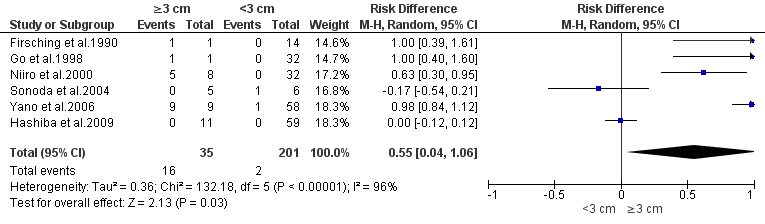 ≥3 cm <3 cm Risk Difference Risk Difference
Study or Subgroup Events Total Events Total Weight M-H, Random, 95% CI M-H, Random, 95% CI
Firsching et al.1990 1 1 0 14 14.6% 1.00 [0.39, 1.61]
Go et al.1998 1 1 0 32 14.7% 1.00 [0.40, 1.60]
Niiro et al.2000 5 8 0 32 17.2% 0.63 [0.30, 0.95]
Sonoda et al.2004 0 5 1 6 16.8% -0.17 [-0.54, 0.21]
Yano et al.2006 9 9 1 58 18.3% 0.98 [0.84, 1.12]
Hashiba et al.2009 0 11 0 59 18.3% 0.00 [-0.12, 0.12]
Total (95% CI) 35 201 100.0% 0.55 [0.04, 1.06]
Total events 16 2
Heterogeneity: Tau² = 0.36; Chi² = 132.18, df = 5 (P < 0.00001); I² = 96%
Test for overall effect: Z = 2.13 (P = 0.03)
-1 -0.5 0 0.5 1
<3 cm ≥3 cm